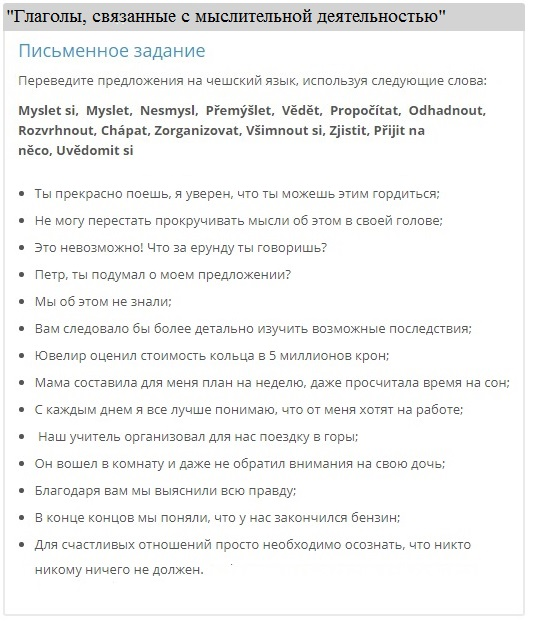 "Глаголы, связанные с мыслительной деятельностью"
Письменное задание
Переведите предложения на чешский язык, используя следующие слова:
Myslet si, Myslet, Nesmysl, Přemýšlet, Vědět, Propočítat, Odhadnout,
Rozvrhnout, Chápat, Zorganizovat, Všimnout si, Zjistit, Přijit na
něco, Uvědomit si
• Ты прекрасно поешь, я уверен, что ты можешь этим гордиться;
• Не могу перестать прокручивать мысли об этом в своей голове;
• Это невозможно! Что за ерунду ты говоришь?
• Петр, ты подумал о моем предложении?
• Мы об этом не знали;
• Вам следовало бы более детально изучить возможные последствия;
• Ювелир оценил стоимость кольца в 5 миллионов крон;
• Мама составила для меня план на неделю, даже просчитала время на сон;
• С каждым днем я все лучше понимаю, что от меня хотят на работе;
• Наш учитель организовал для нас поездку в горы;
• Он вошел в комнату и даже не обратил внимания на свою дочь;
• Благодаря вам мы выяснили всю правду;
• В конце концов мы поняли, что у нас закончился бензин;
• Для счастливых отношений просто необходимо осознать, что никто
никому ничего не должен.